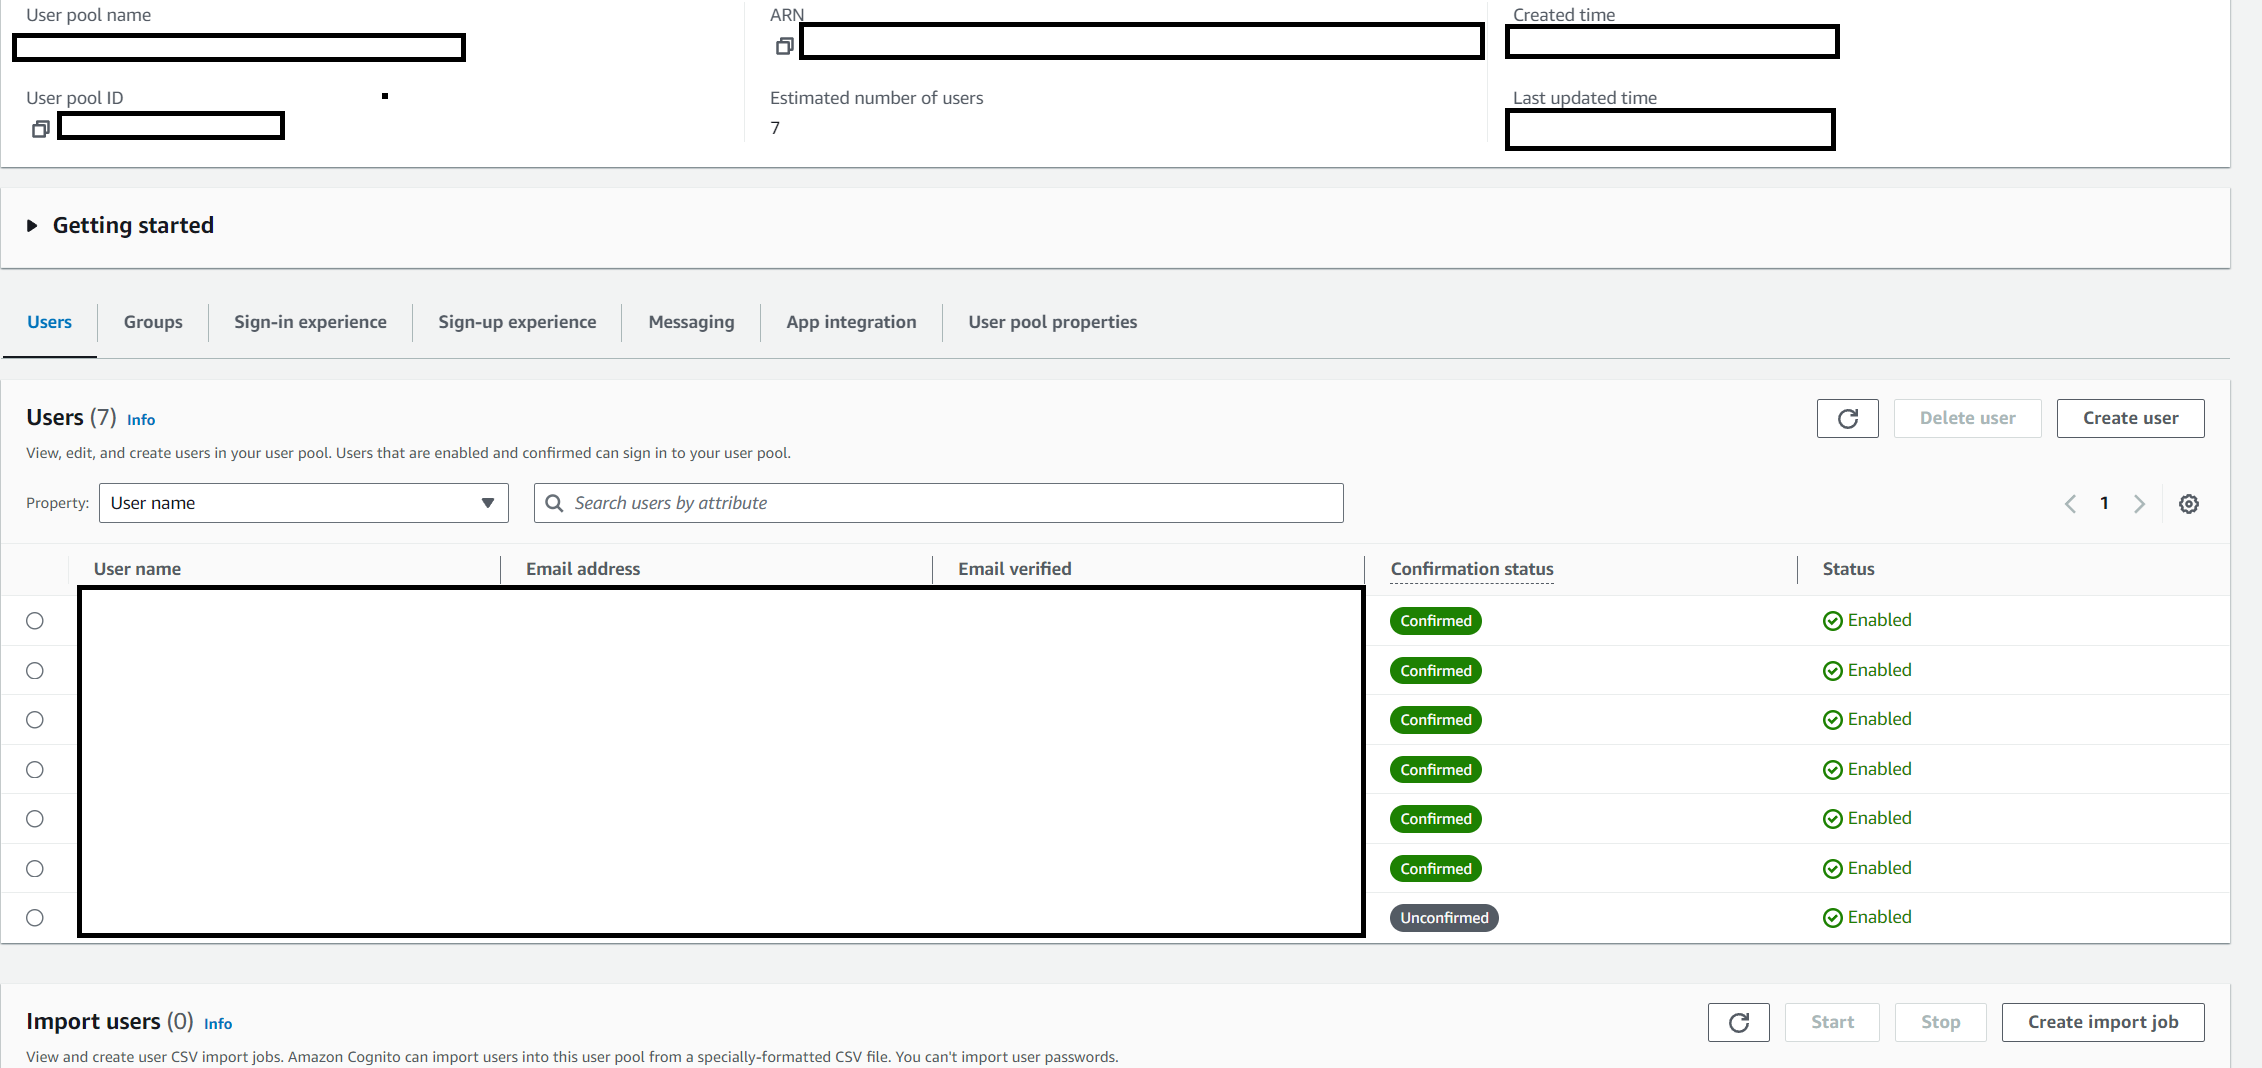 User pool name
ARN
Created time
User pool ID
Estimated number of users
Last updated time
7
Getting started
Users
Groups
Sign-in experience
Sign-up experience
Messaging
App integration
User pool properties
Users (7) Info
Delete user
Create user
View, edit, and create users in your user pool. Users that are enabled and confirmed can sign in to your user pool.
Property:
User name
Search users by attribute
1
User name
Email address
Email verified
Confirmation status
Status
Confirmed
Enabled
Confirmed
Enabled
Confirmed
Enabled
Confirmed
Enabled
Confirmed
Enabled
Confirmed
Enabled
Unconfirmed
Enabled
Import users (0) Info
Start
Stop
Create import job
View and create user CSV import jobs. Amazon Cognito can import users into this user pool from a specially-formatted CSV file. You can't import user passwords.